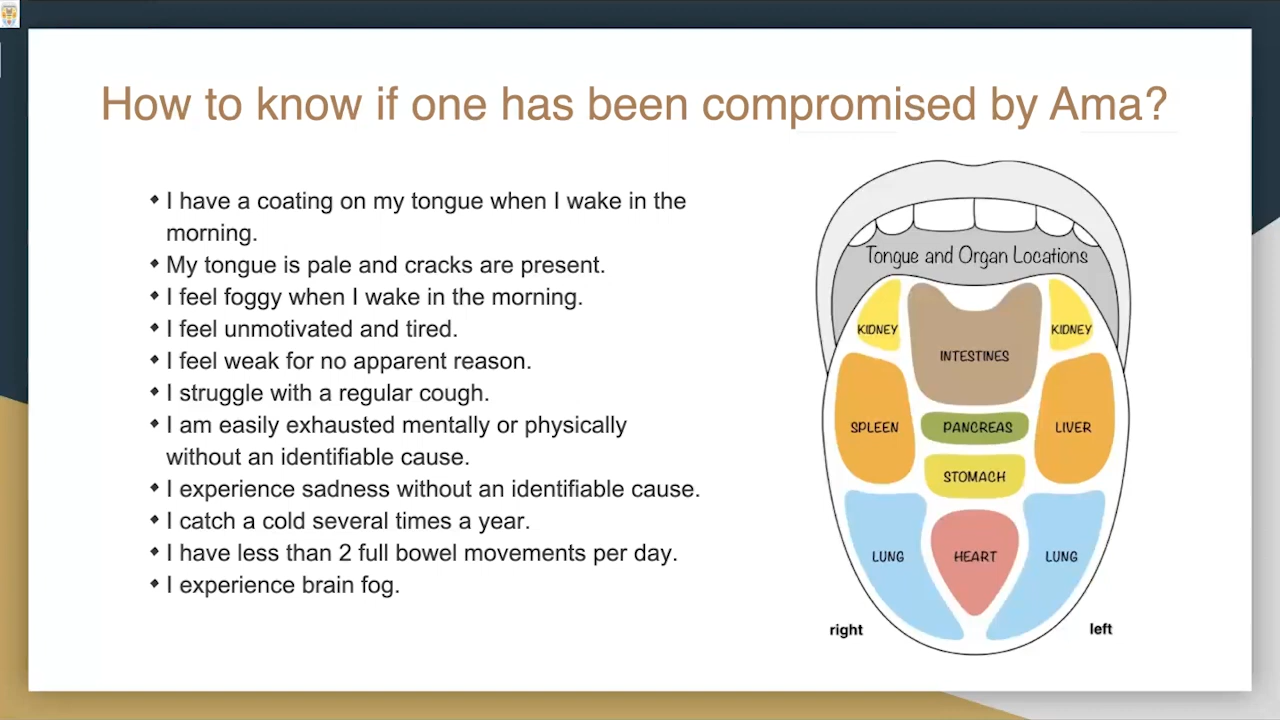 How to know if one has been compromised by Ama?
❖ I have a coating on my tongue when I wake in the
morning.
❖ My tongue is pale and cracks are present.
❖ I feel foggy when I wake in the morning.
❖ I feel unmotivated and tired.
❖ I feel weak for no apparent reason.
❖ I struggle with a regular cough.
❖ I am easily exhausted mentally or physically
without an identifiable cause.
❖ I experience sadness without an identifiable cause.
❖ I catch a cold several times a year.
❖ I have less than 2 full bowel movements per day.
❖ I experience brain fog.
Tongue and Organ Locations
KIDNEY
KIDNEY
INTESTINES
SPLEEN
PANCREAS
LIVER
STOMACH
LUNG
HEART
LUNG
right
left